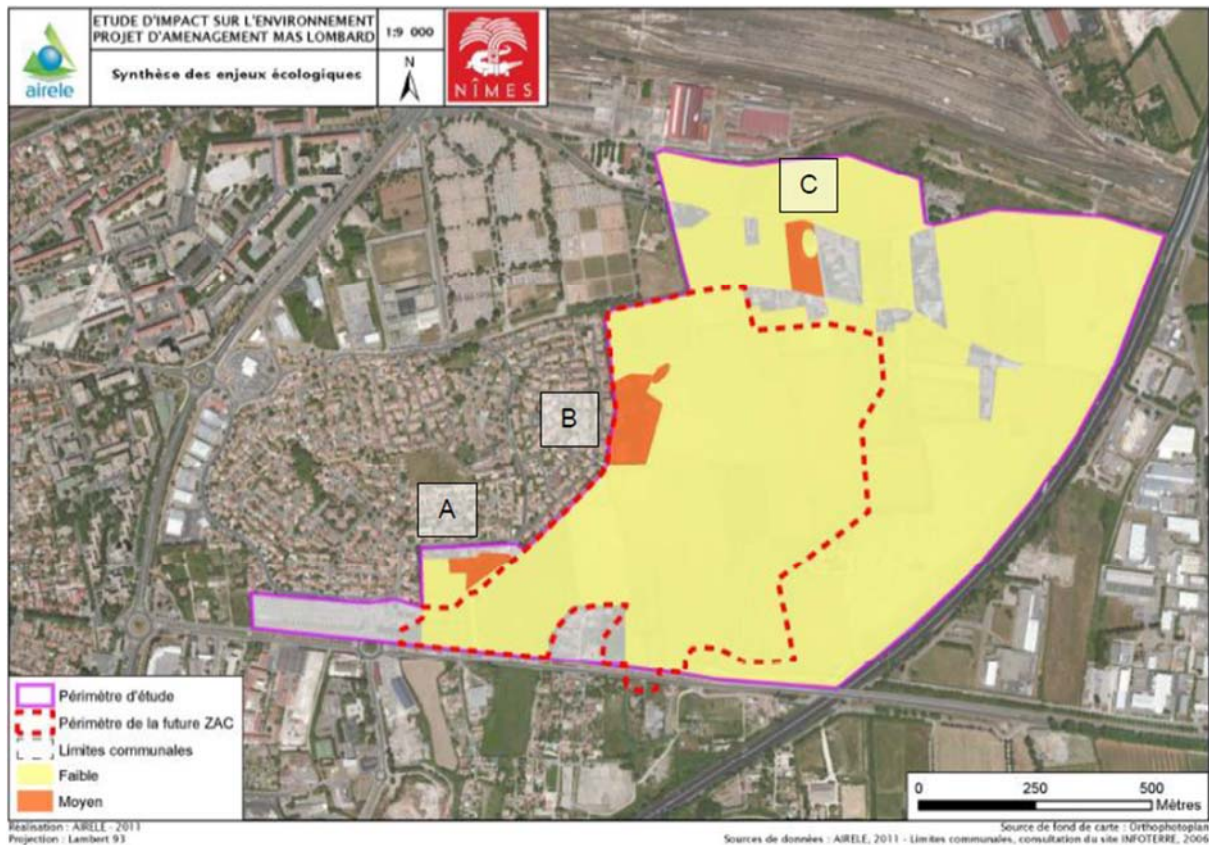 airele
ETUDE D'IMPACT SUR L'ENVIRONNEMENT
PROJET D'AMENAGEMENT MAS LOMBARD
Synthèse des enjeux écologiques
1:9 000
N
NÎMES
C
B
A
Périmètre d'étude
Périmètre de la future ZAC
Limites communales
Faible
Moyen
0 250 500
Mètres
Réalisation : AIRELE - 2011
Projection : Lambert 93
Source de fond de carte : Orthophotoplan
Sources de données : AIRELE, 2011 - Limites communales, consultation du site INFOTERRE, 2006